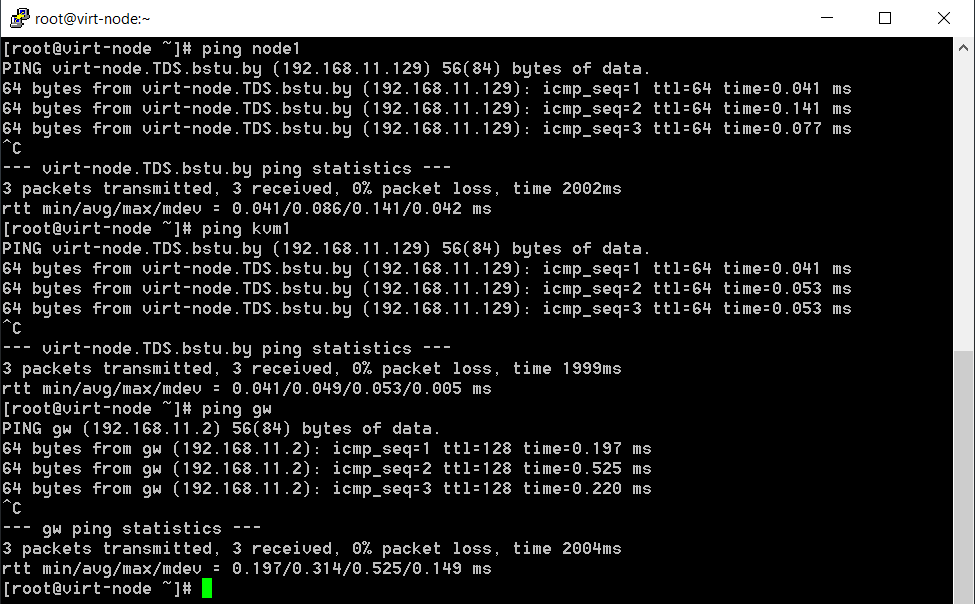 root@virt-node:~
[root@virt-node ~]# ping node1
PING virt-node.TDS.bstu.by (192.168.11.129) 56(84) bytes of data.
64 bytes from virt-node.TDS.bstu.by (192.168.11.129): icmp_seq=1 ttl=64 time=0.041 ms
64 bytes from virt-node.TDS.bstu.by (192.168.11.129): icmp_seq=2 ttl=64 time=0.141 ms
64 bytes from virt-node.TDS.bstu.by (192.168.11.129): icmp_seq=3 ttl=64 time=0.077 ms
^C
--- virt-node.TDS.bstu.by ping statistics ---
3 packets transmitted, 3 received, 0% packet loss, time 2002ms
rtt min/avg/max/mdev = 0.041/0.086/0.141/0.042 ms
[root@virt-node ~]# ping kvm1
PING virt-node.TDS.bstu.by (192.168.11.129) 56(84) bytes of data.
64 bytes from virt-node.TDS.bstu.by (192.168.11.129): icmp_seq=1 ttl=64 time=0.041 ms
64 bytes from virt-node.TDS.bstu.by (192.168.11.129): icmp_seq=2 ttl=64 time=0.053 ms
64 bytes from virt-node.TDS.bstu.by (192.168.11.129): icmp_seq=3 ttl=64 time=0.053 ms
^C
--- virt-node.TDS.bstu.by ping statistics ---
3 packets transmitted, 3 received, 0% packet loss, time 1999ms
rtt min/avg/max/mdev = 0.041/0.049/0.053/0.005 ms
[root@virt-node ~]# ping gw
PING gw (192.168.11.2) 56(84) bytes of data.
64 bytes from gw (192.168.11.2): icmp_seq=1 ttl=128 time=0.197 ms
64 bytes from gw (192.168.11.2): icmp_seq=2 ttl=128 time=0.525 ms
64 bytes from gw (192.168.11.2): icmp_seq=3 ttl=128 time=0.220 ms
^C
--- gw ping statistics ---
3 packets transmitted, 3 received, 0% packet loss, time 2004ms
rtt min/avg/max/mdev = 0.197/0.314/0.525/0.149 ms
[root@virt-node ~]#